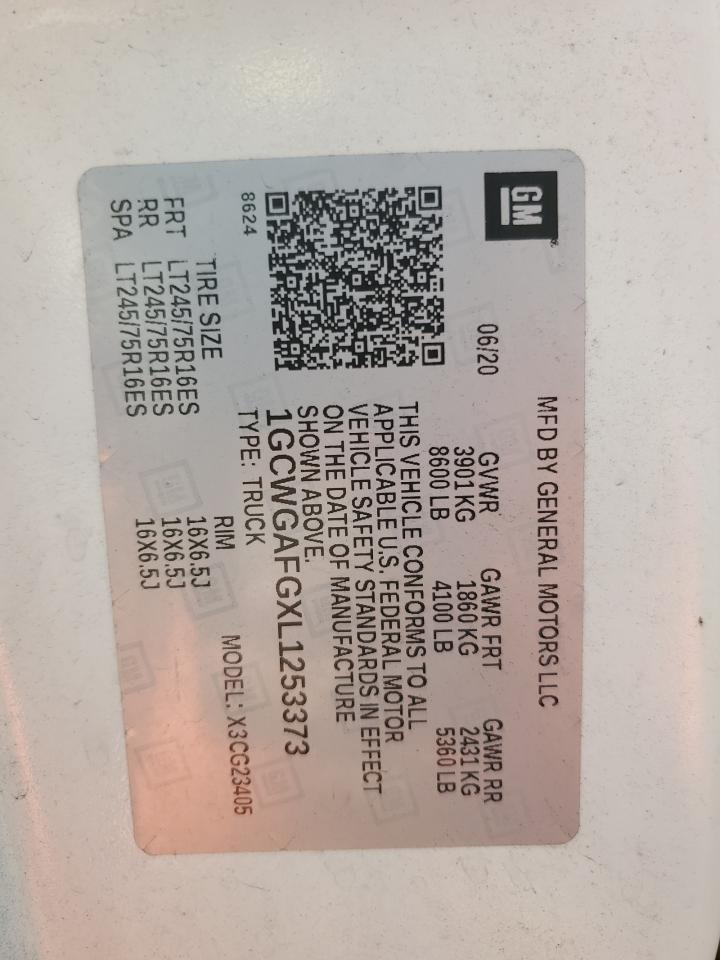 GM
MFD BY GENERAL MOTORS LLC
06/20
GVWR GAWR FRT GAWR RR
3901 KG 1860 KG 2431 KG
8600 LB 4100 LB 5360 LB
THIS VEHICLE CONFORMS TO ALL
APPLICABLE U.S. FEDERAL MOTOR
VEHICLE SAFETY STANDARDS IN EFFECT
ON THE DATE OF MANUFACTURE
SHOWN ABOVE.
1GCWGAFGXL1253373
8624
TYPE: TRUCK MODEL: X3CG23405
TIRE SIZE RIM
FRT LT245/75R16ES 16X6.5J
RR LT245/75R16ES 16X6.5J
SPA LT245/75R16ES 16X6.5J